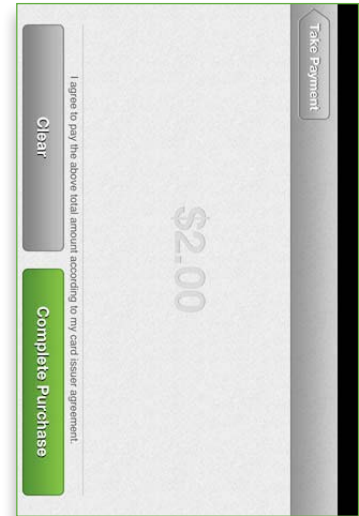 Take Payment
$2.00
I agree to pay the above total amount according to my card issuer agreement.
Clear
Complete Purchase